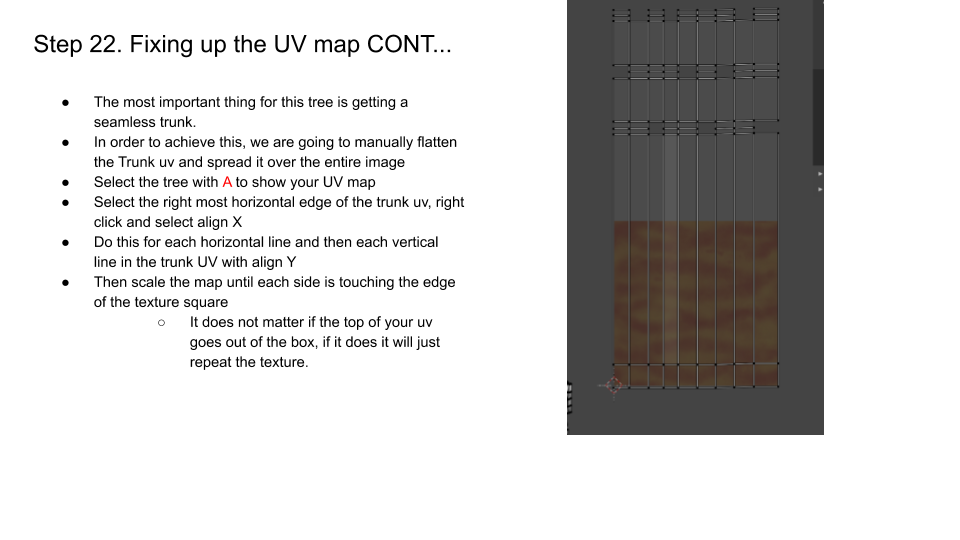 Step 22. Fixing up the UV map CONT...
● The most important thing for this tree is getting a
seamless trunk.
● In order to achieve this, we are going to manually flatten
the Trunk uv and spread it over the entire image
● Select the tree with A to show your UV map
● Select the right most horizontal edge of the trunk uv, right
click and select align X
● Do this for each horizontal line and then each vertical
line in the trunk UV with align Y
● Then scale the map until each side is touching the edge
of the texture square
○ It does not matter if the top of your uv
goes out of the box, if it does it will just
repeat the texture.